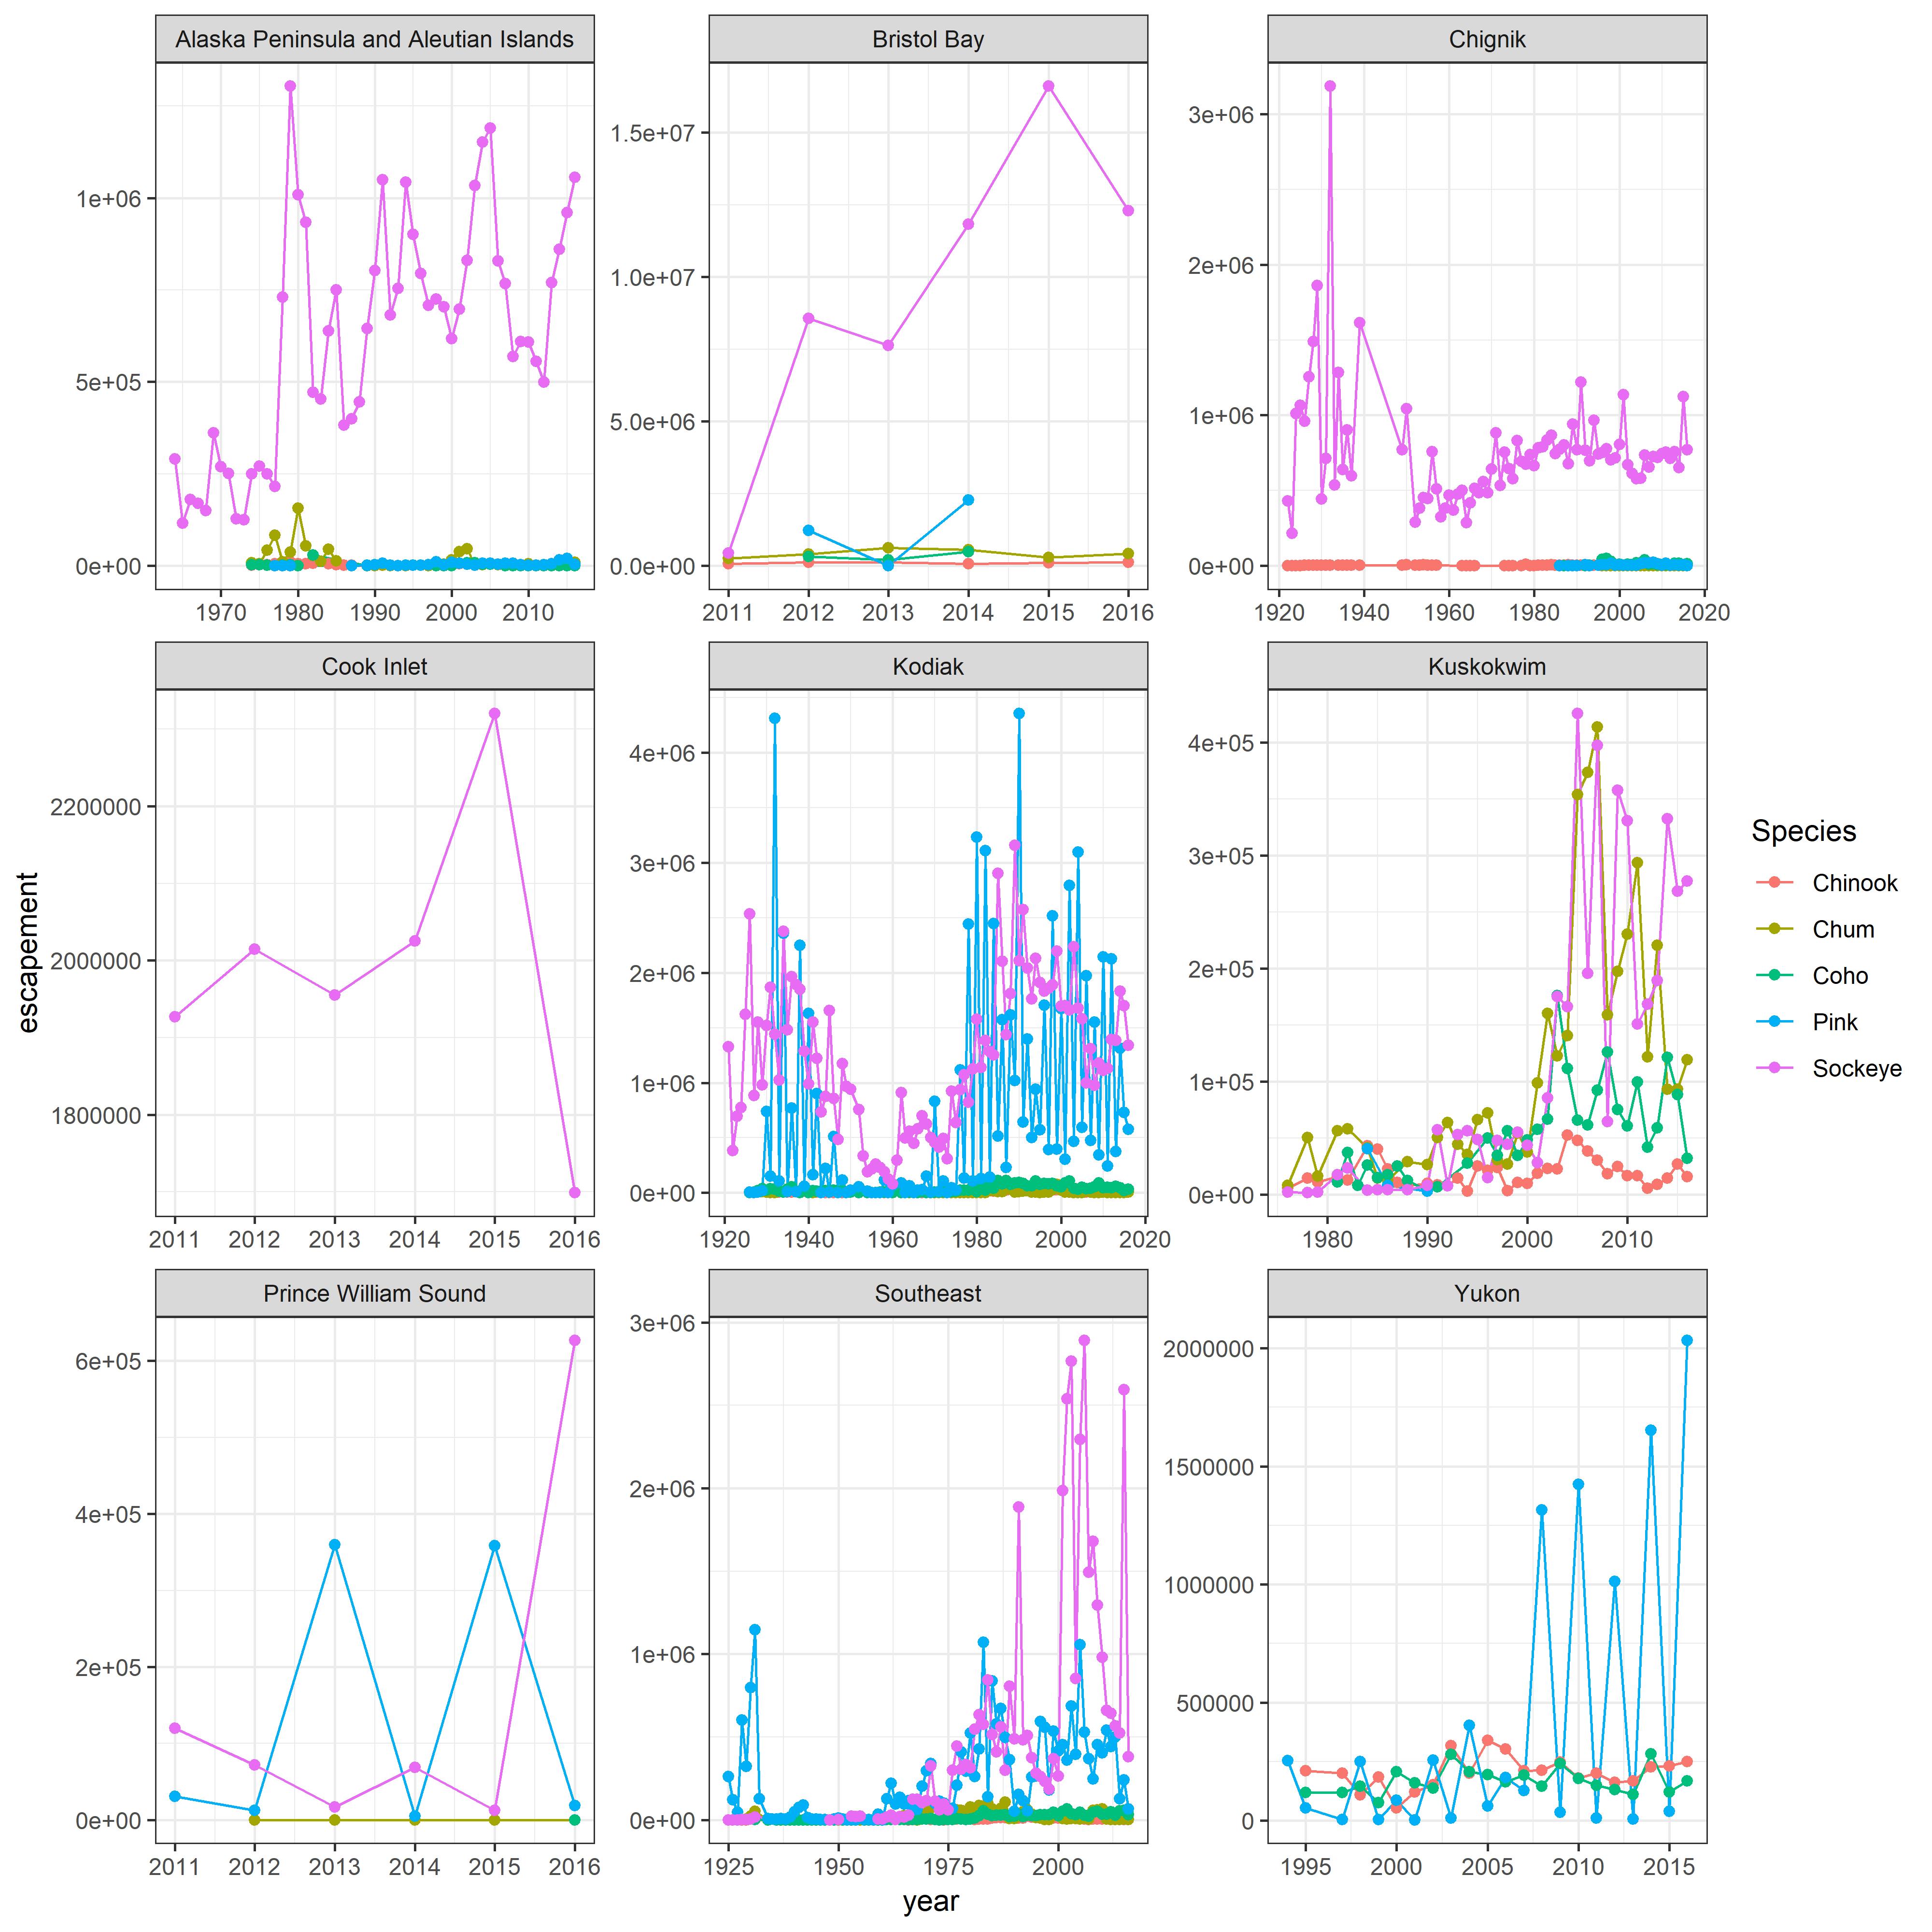 Alaska Peninsula and Aleutian Islands
Bristol Bay
Chignik
1e+06
5e+05
0e+00
1970 1980 1990 2000 2010
1.5e+07
1.0e+07
5.0e+06
0.0e+00
2011 2012 2013 2014 2015 2016
3e+06
2e+06
1e+06
0e+00
1920 1940 1960 1980 2000 2020
Cook Inlet
Kodiak
Kuskokwim
2200000
2000000
1800000
2011 2012 2013 2014 2015 2016
4e+06
3e+06
2e+06
1e+06
0e+00
1920 1940 1960 1980 2000 2020
4e+05
3e+05
2e+05
1e+05
0e+00
1980 1990 2000 2010
Prince William Sound
Southeast
Yukon
6e+05
4e+05
2e+05
0e+00
2011 2012 2013 2014 2015 2016
3e+06
2e+06
1e+06
0e+00
1925 1950 1975 2000
2000000
1500000
1000000
500000
0
1995 2000 2005 2010 2015
escapement
year
Species
Chinook
Chum
Coho
Pink
Sockeye